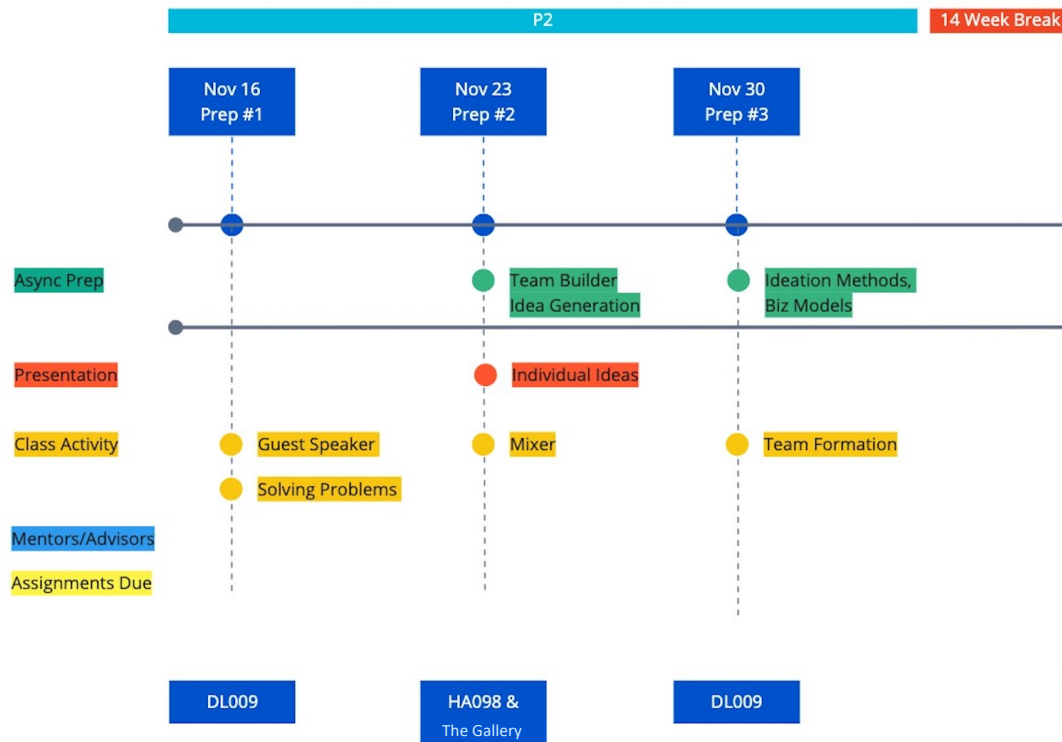 P2
14 Week Break
Nov 16
Prep #1
Nov 23
Prep #2
Nov 30
Prep #3
Async Prep
Team Builder
Idea Generation
Ideation Methods,
Biz Models
Presentation
Individual Ideas
Class Activity
Guest Speaker
Mixer
Team Formation
Solving Problems
Mentors/Advisors
Assignments Due
DL009
HA098 &
The Gallery
DL009